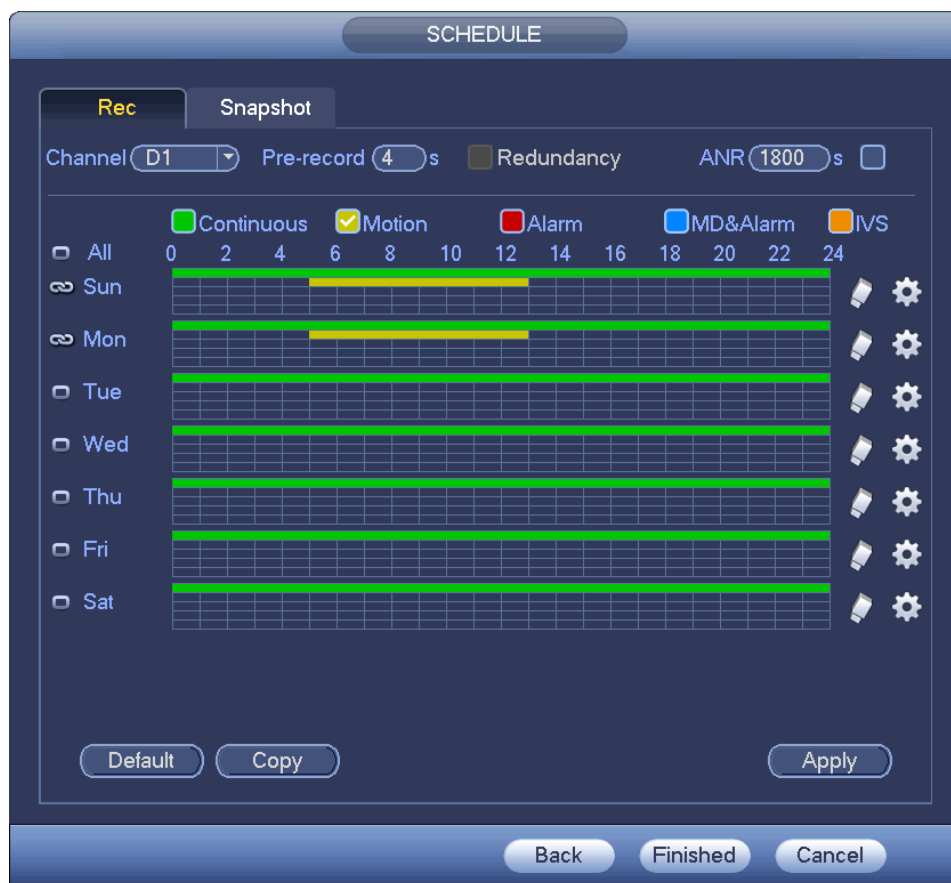 SCHEDULE
Rec Snapshot
Channel D1 Pre-record 4 s Redundancy ANR 1800 s
Continuous Motion Alarm MD&Alarm IVS
All 0 2 4 6 8 10 12 14 16 18 20 22 24
Sun
Mon
Tue
Wed
Thu
Fri
Sat
Default Copy Apply
Back Finished Cancel